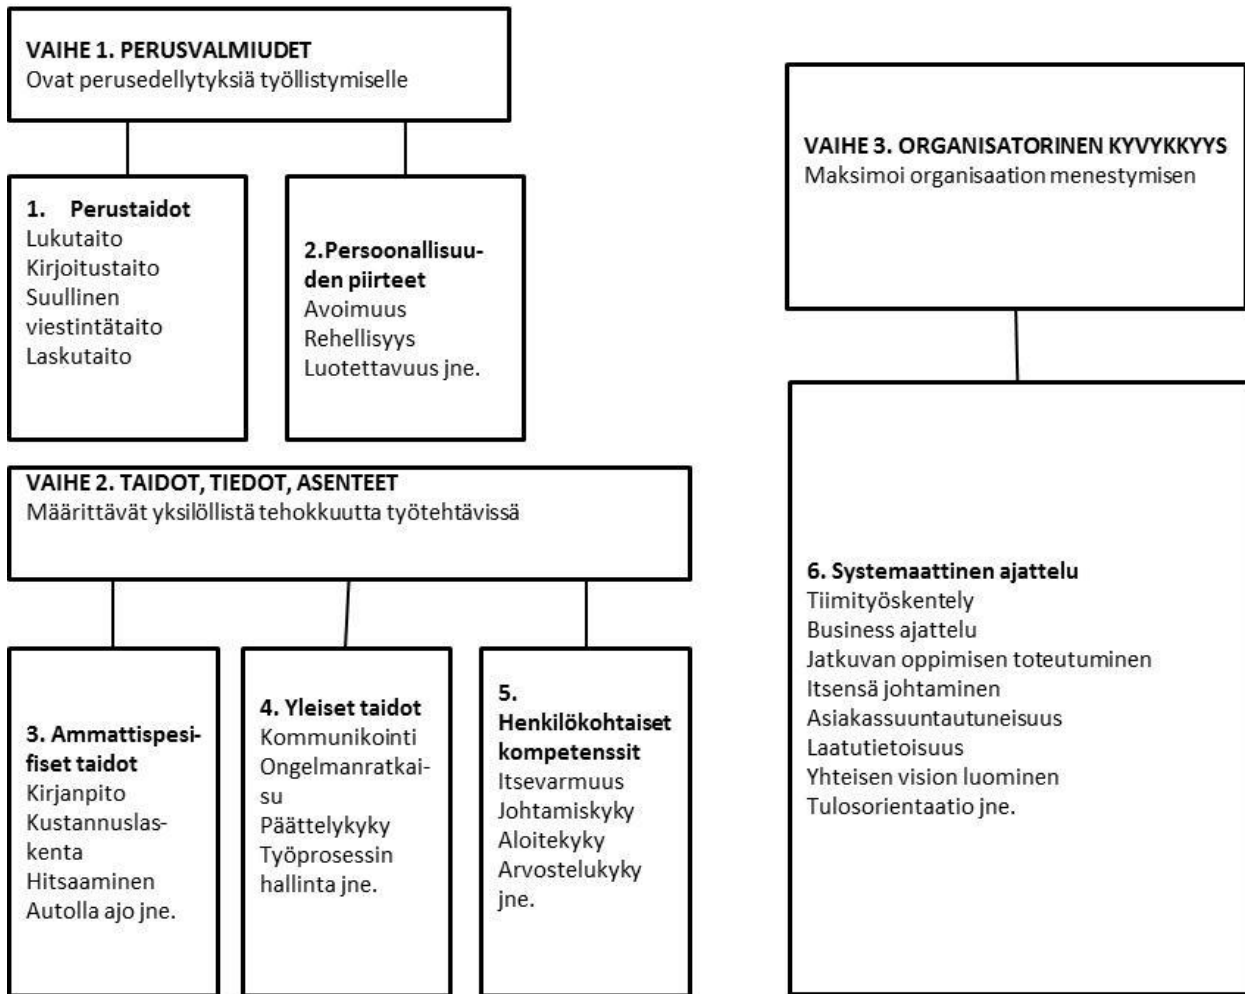 VAIHE 1. PERUSVALMIUDET
Ovat perusedellytyksiä työllistymiselle
1. Perustaidot
Lukutaito
Kirjoitustaito
Suullinen
viestintätaito
Laskutaito
2.Persoonallisuu-
den piirteet
Avoimuus
Rehellisyys
Luotettavuus jne.
VAIHE 2. TAIDOT, TIEDOT, ASENTEET
Määrittävät yksilöllistä tehokkuutta työtehtävissä
3. Ammattispesi-
fiset taidot
Kirjanpito
Kustannuslas-
kenta
Hitsaaminen
Autolla ajo jne.
4. Yleiset taidot
Kommunikointi
Ongelmanratkai-
su
Päättelykyky
Työprosessin
hallinta jne.
5.
Henkilökohtaiset
kompetenssit
Itsevarmuus
Johtamiskyky
Aloitekyky
Arvostelukyky
jne.
VAIHE 3. ORGANISATORINEN KYVYKKYYS
Maksimoi organisaation menestymisen
6. Systemaattinen ajattelu
Tiimityöskentely
Business ajattelu
Jatkuvan oppimisen toteutuminen
Itsensä johtaminen
Asiakassuuntautuneisuus
Laatutietoisuus
Yhteisen vision luominen
Tulosorientaatio jne.